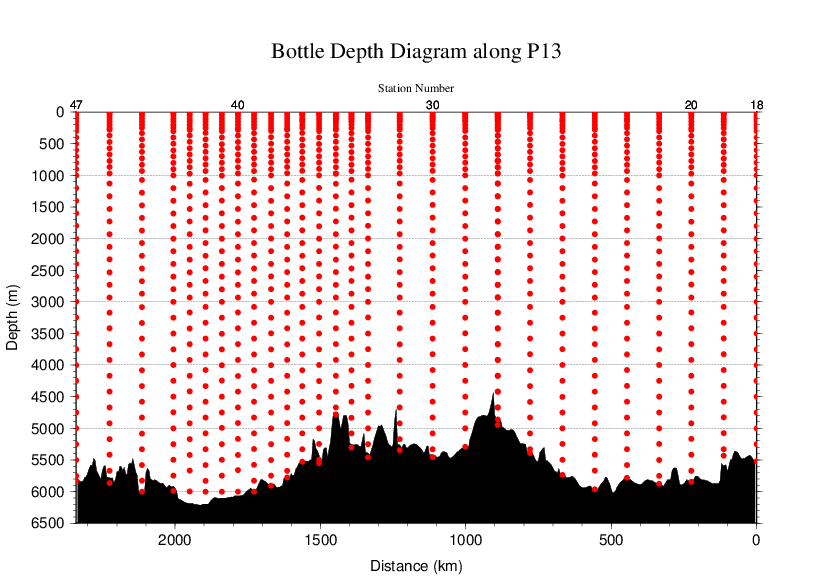 Bottle Depth Diagram along P13
Station Number
47 40 30 20 18
0
500
1000
1500
2000
2500
3000
3500
4000
4500
5000
5500
6000
6500
Depth (m)
2000 1500 1000 500 0
Distance (km)